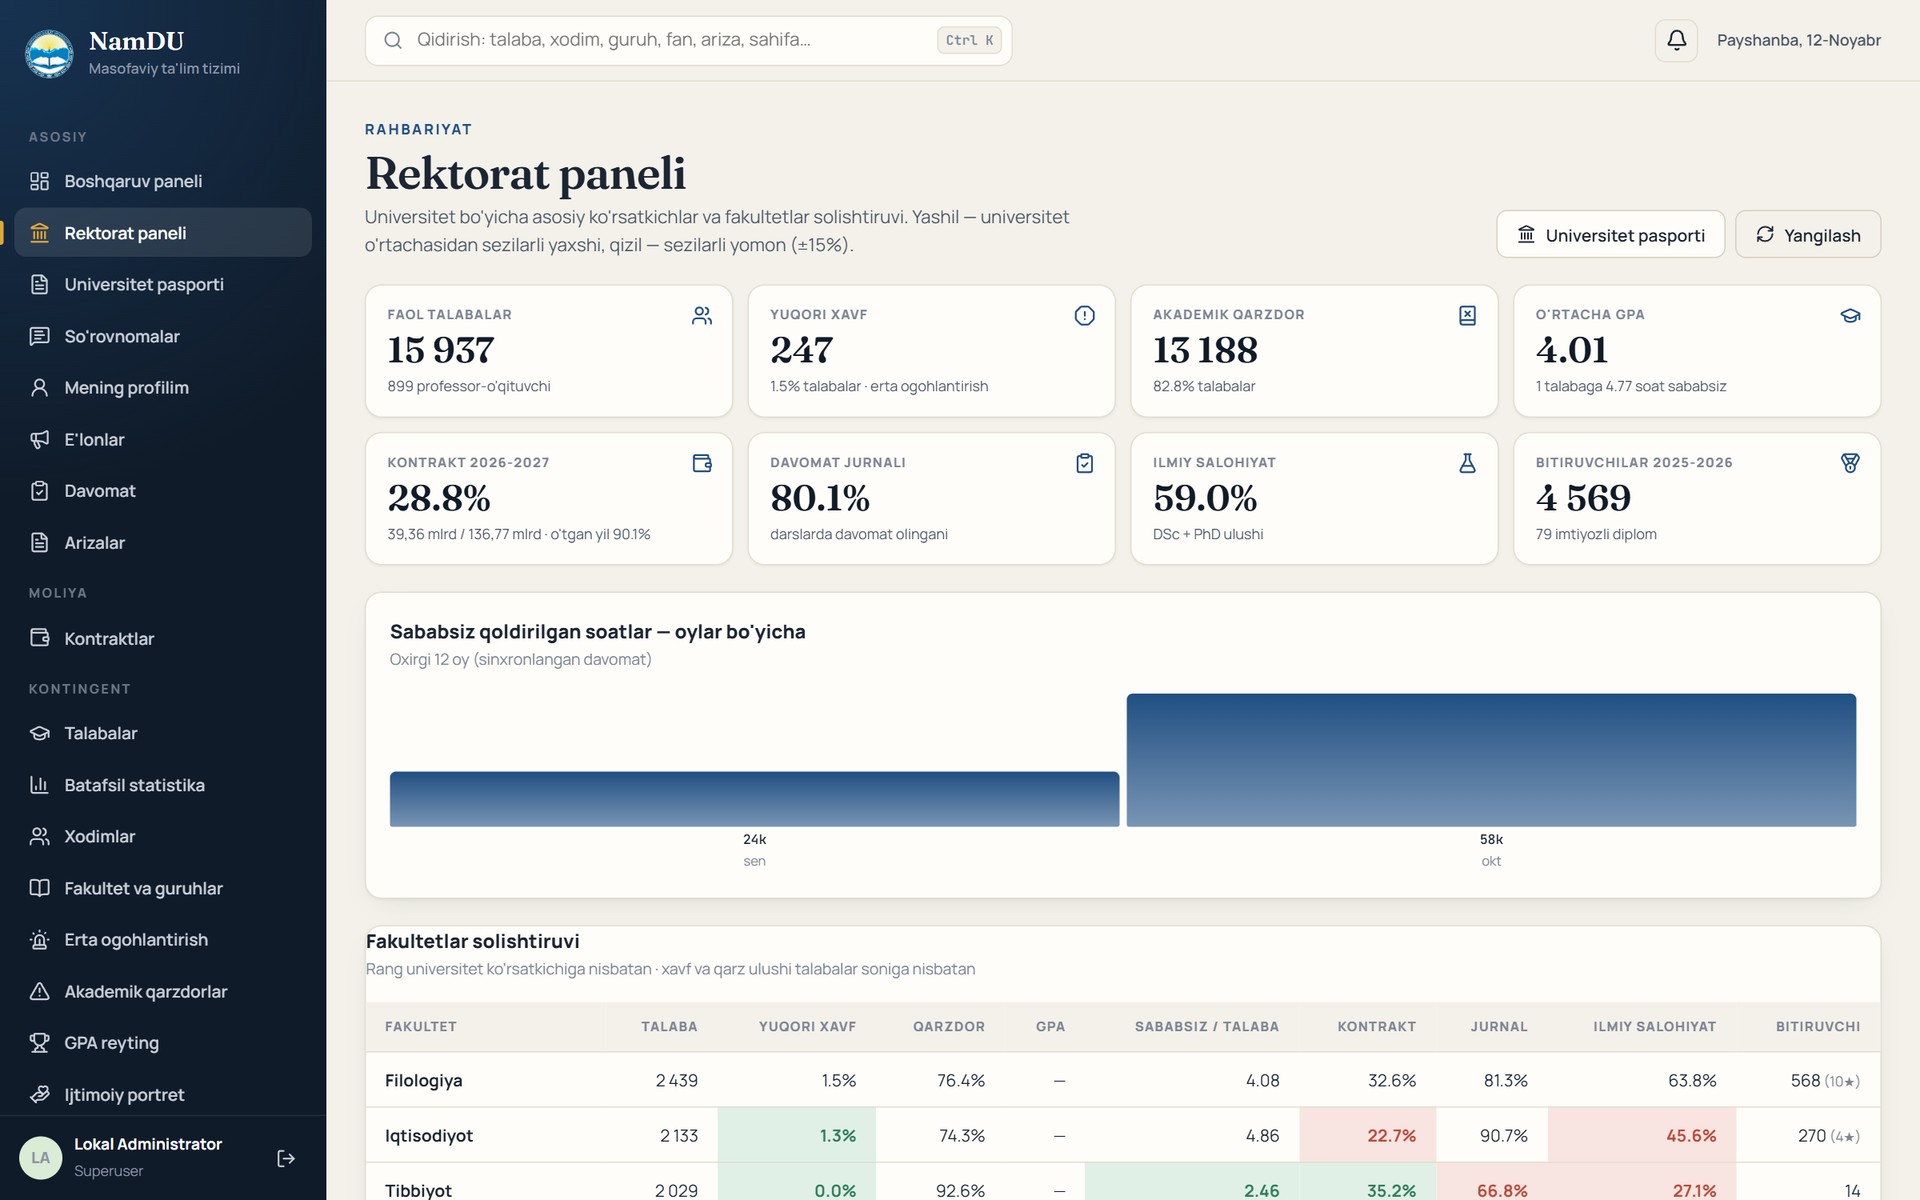 NamDU
Masofaviy ta'lim tizimi
ASOSIY
Boshqaruv paneli
Rektorat paneli
Universitet pasporti
So'rovnomalar
Mening profilim
E'lonlar
Davomat
Arizalar
MOLIYA
Kontraktlar
KONTINGENT
Talabalar
Batafsil statistika
Xodimlar
Fakultet va guruhlar
Erta ogohlantirish
Akademik qarzdorlar
GPA reyting
Ijtimoiy portret
LA
Lokal Administrator
Superuser
Qidirish: talaba, xodim, guruh, fan, ariza, sahifa...
Ctrl K
Payshanba, 12-Noyabr
RAHBARIYAT
Rektorat paneli
Universitet bo'yicha asosiy ko'rsatkichlar va fakultetlar solishtiruvi. Yashil — universitet
o'rtachasidan sezilarli yaxshi, qizil — sezilarli yomon (±15%).
Universitet pasporti
Yangilash
FAOL TALABALAR
15 937
899 professor-o'qituvchi
YUQORI XAVF
247
1.5% talabalar · erta ogohlantirish
AKADEMIK QARZDOR
13 188
82.8% talabalar
O'RTACHA GPA
4.01
1 talabaga 4.77 soat sababsiz
KONTRAKT 2026-2027
28.8%
39,36 mlrd / 136,77 mlrd · o'tgan yil 90.1%
DAVOMAT JURNALI
80.1%
darslarda davomat olingani
ILMIY SALOHIYAT
59.0%
DSc + PhD ulushi
BITIRUVCHILAR 2025-2026
4 569
79 imtiyozli diplom
Sababsiz qoldirilgan soatlar — oylar bo'yicha
Oxirgi 12 oy (sinxronlangan davomat)
24k
sen
58k
okt
Fakultetlar solishtiruvi
Rang universitet ko'rsatkichiga nisbatan · xavf va qarz ulushi talabalar soniga nisbatan
FAKULTET TALABA YUQORI XAVF QARZDOR GPA SABABSIZ / TALABA KONTRAKT JURNAL ILMIY SALOHIYAT BITIRUVCHI
Filologiya 2 439 1.5% 76.4% — 4.08 32.6% 81.3% 63.8% 568 (10★)
Iqtisodiyot 2 133 1.3% 74.3% — 4.86 22.7% 90.7% 45.6% 270 (4★)
Tibbiyot 2 029 0.0% 92.6% — 2.46 35.2% 66.8% 27.1% 14